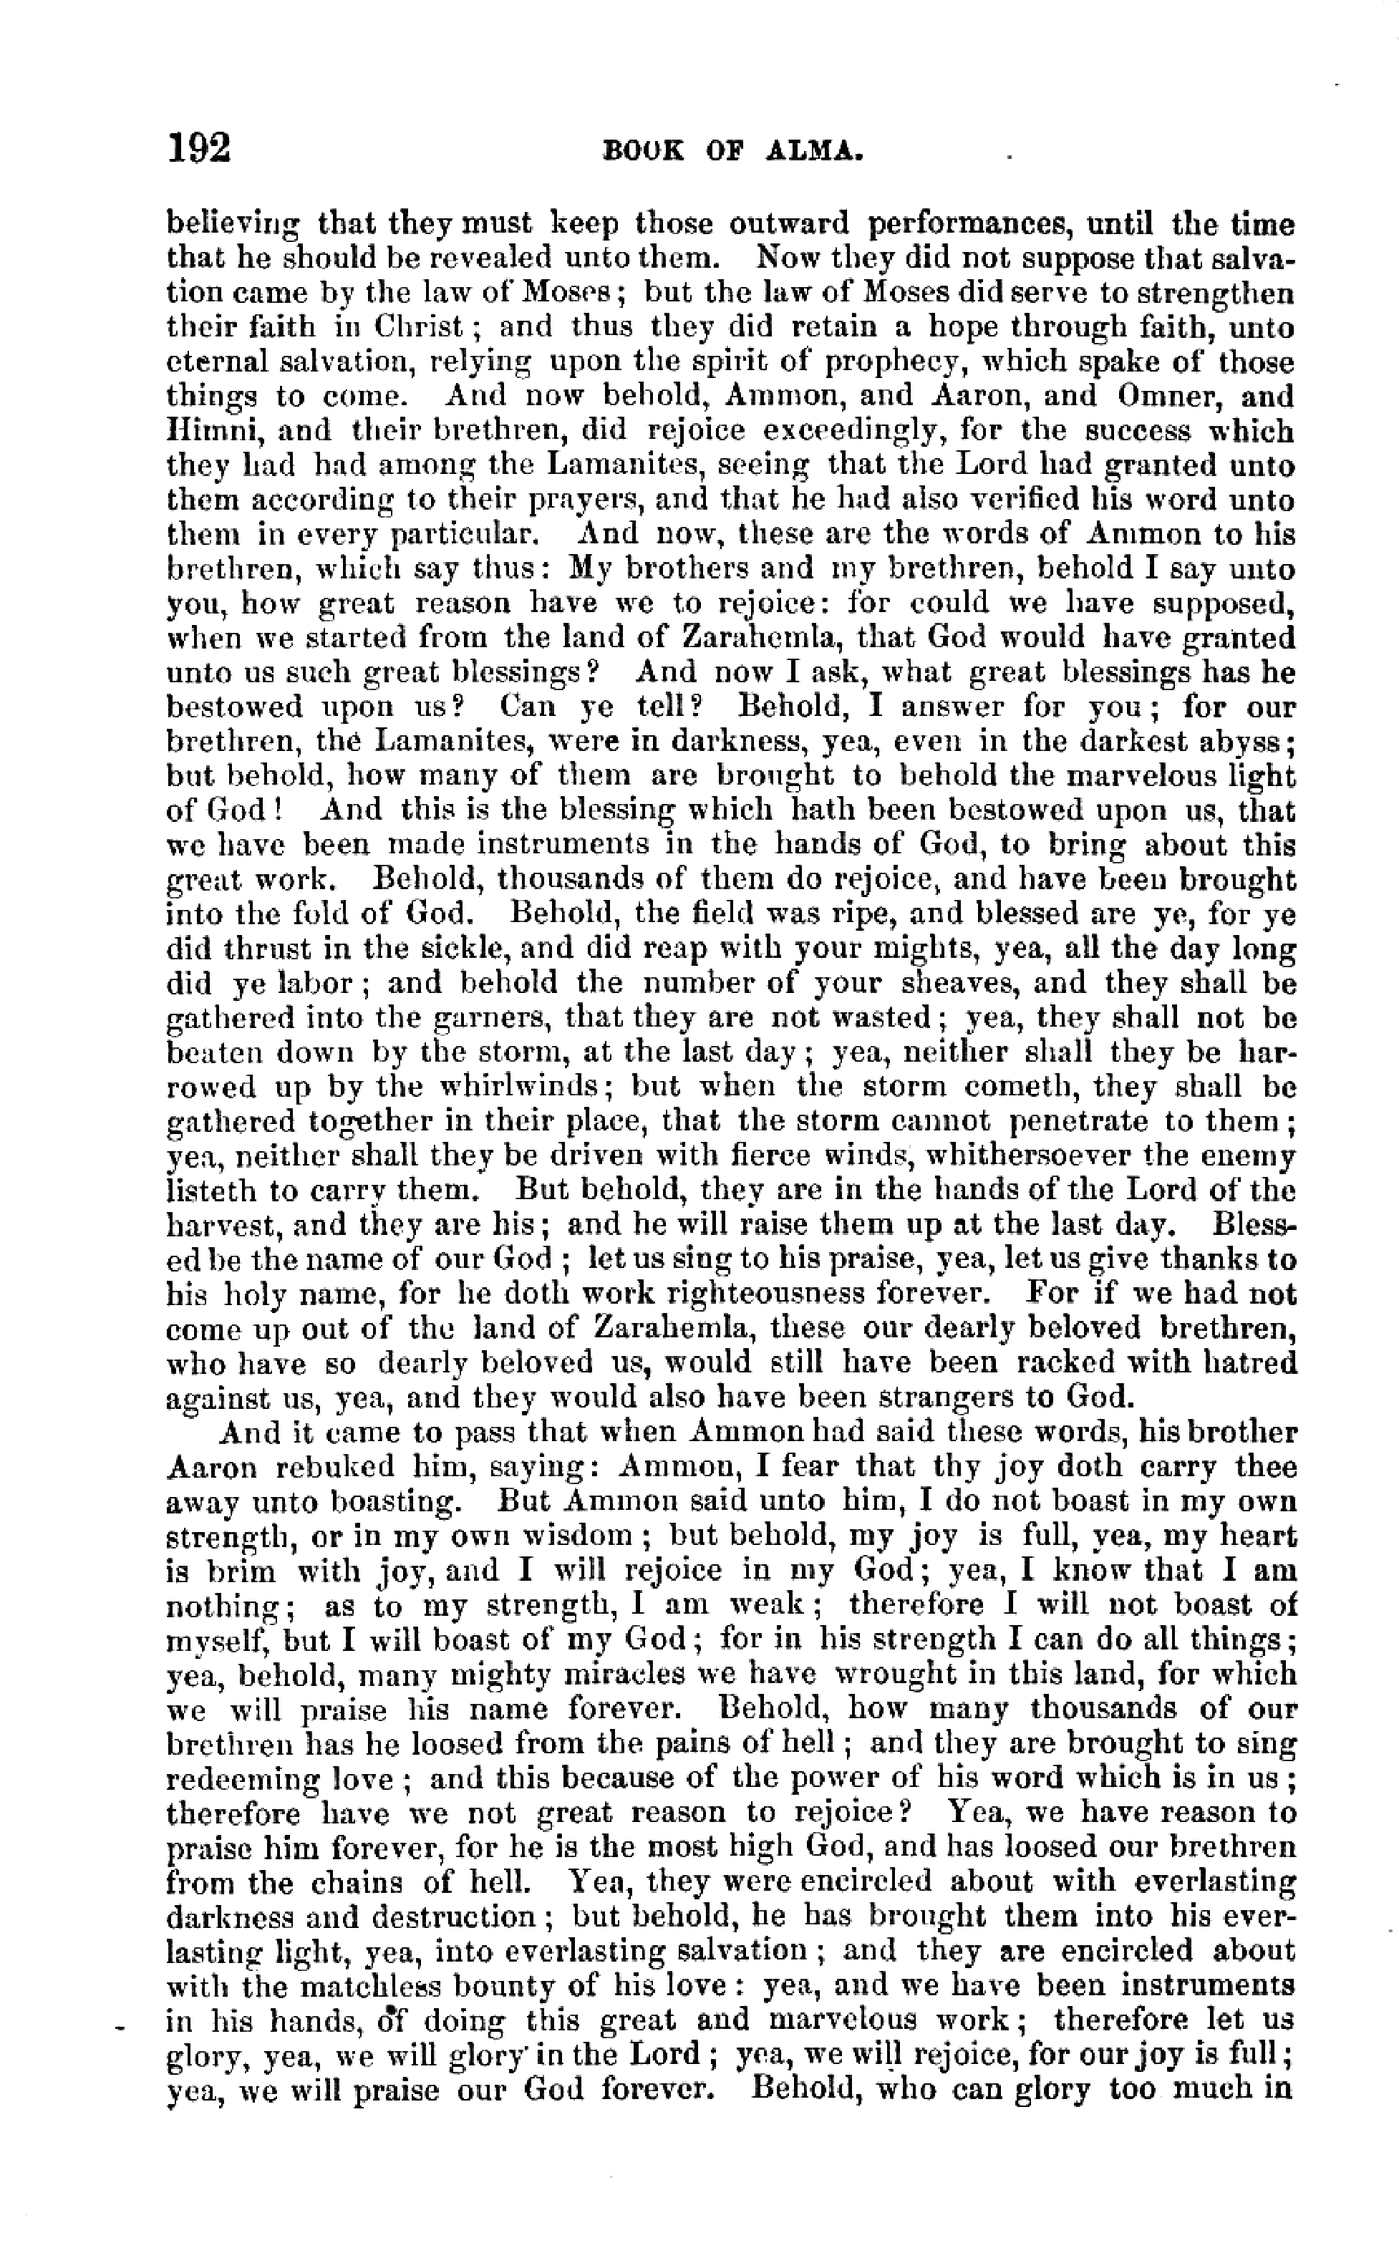 192 BOOK OF ALMA.
believing that they must keep those outward performances, until the time
that he should be revealed unto them. Now they did not suppose that salva-
tion came by the law of Moses; but the law of Moses did serve to strengthen
their faith in Christ; and thus they did retain a hope through faith, unto
eternal salvation, relying upon the spirit of prophecy, which spake of those
things to come. And now behold, Ammon, and Aaron, and Omner, and
Himni, and their brethren, did rejoice exceedingly, for the success which
they had had among the Lamanites, seeing that the Lord had granted unto
them according to their prayers, and that he had also verified his word unto
them in every particular. And now, these are the words of Ammon to his
brethren, which say thus: My brothers and my brethren, behold I say unto
you, how great reason have we to rejoice: for could we have supposed,
when we started from the land of Zarahemla, that God would have granted
unto us such great blessings? And now I ask, what great blessings has he
bestowed upon us? Can ye tell? Behold, I answer for you; for our
brethren, the Lamanites, were in darkness, yea, even in the darkest abyss;
but behold, how many of them are brought to behold the marvelous light
of God! And this is the blessing which hath been bestowed upon us, that
we have been made instruments in the hands of God, to bring about this
great work. Behold, thousands of them do rejoice, and have been brought
into the fold of God. Behold, the field was ripe, and blessed are ye, for ye
did thrust in the sickle, and did reap with your mights, yea, all the day long
did ye labor; and behold the number of your sheaves, and they shall be
gathered into the garners, that they are not wasted; yea, they shall not be
beaten down by the storm, at the last day; yea, neither shall they be har-
rowed up by the whirlwinds; but when the storm cometh, they shall be
gathered together in their place, that the storm cannot penetrate to them;
yea, neither shall they be driven with fierce winds, whithersoever the enemy
listeth to carry them. But behold, they are in the hands of the Lord of the
harvest, and they are his; and he will raise them up at the last day. Bless-
ed be the name of our God; let us sing to his praise, yea, let us give thanks to
his holy name, for he doth work righteousness forever. For if we had not
come up out of the land of Zarahemla, these our dearly beloved brethren,
who have so dearly beloved us, would still have been racked with hatred
against us, yea, and they would also have been strangers to God.
And it came to pass that when Ammon had said these words, his brother
Aaron rebuked him, saying: Ammon, I fear that thy joy doth carry thee
away unto boasting. But Ammon said unto him, I do not boast in my own
strength, or in my own wisdom; but behold, my joy is full, yea, my heart
is brim with joy, and I will rejoice in my God; yea, I know that I am
nothing; as to my strength, I am weak; therefore I will not boast of
myself, but I will boast of my God; for in his strength I can do all things;
yea, behold, many mighty miracles we have wrought in this land, for which
we will praise his name forever. Behold, how many thousands of our
brethren has he loosed from the pains of hell; and they are brought to sing
redeeming love; and this because of the power of his word which is in us;
therefore have we not great reason to rejoice? Yea, we have reason to
praise him forever, for he is the most high God, and has loosed our brethren
from the chains of hell. Yea, they were encircled about with everlasting
darkness and destruction; but behold, he has brought them into his ever-
lasting light, yea, into everlasting salvation; and they are encircled about
with the matchless bounty of his love: yea, and we have been instruments
in his hands, of doing this great and marvelous work; therefore let us
glory, yea, we will glory in the Lord; yea, we will rejoice, for our joy is full;
yea, we will praise our God forever. Behold, who can glory too much in